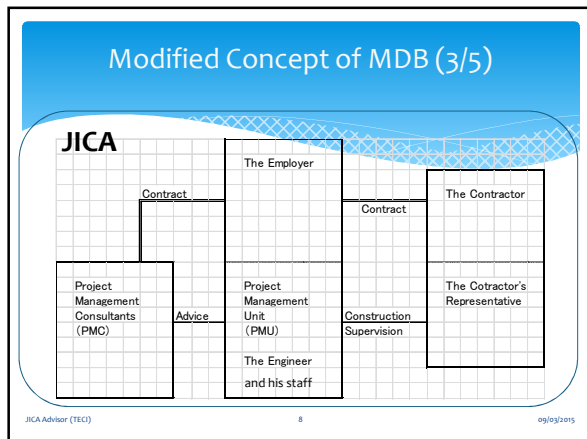 Modified Concept of MDB (3/5)
JICA
The Employer
Contract
The Contractor
Contract
Project
Management
Consultants
(PMC)
Advice
Project
Management
Unit
(PMU)
The Engineer
and his staff
Construction
Supervision
The Cotractor's
Representative
JICA Advisor (TECI)
8
09/03/2015